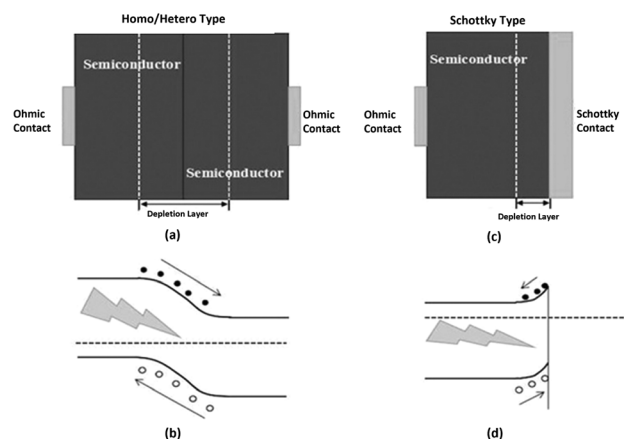 Homo/Hetero Type
Schottky Type
Semiconductor
Ohmic
Contact
Ohmic
Contact
Semiconductor
Depletion Layer
(a)
Semiconductor
Ohmic
Contact
Schottky
Contact
Depletion Layer
(c)
(b)
(d)